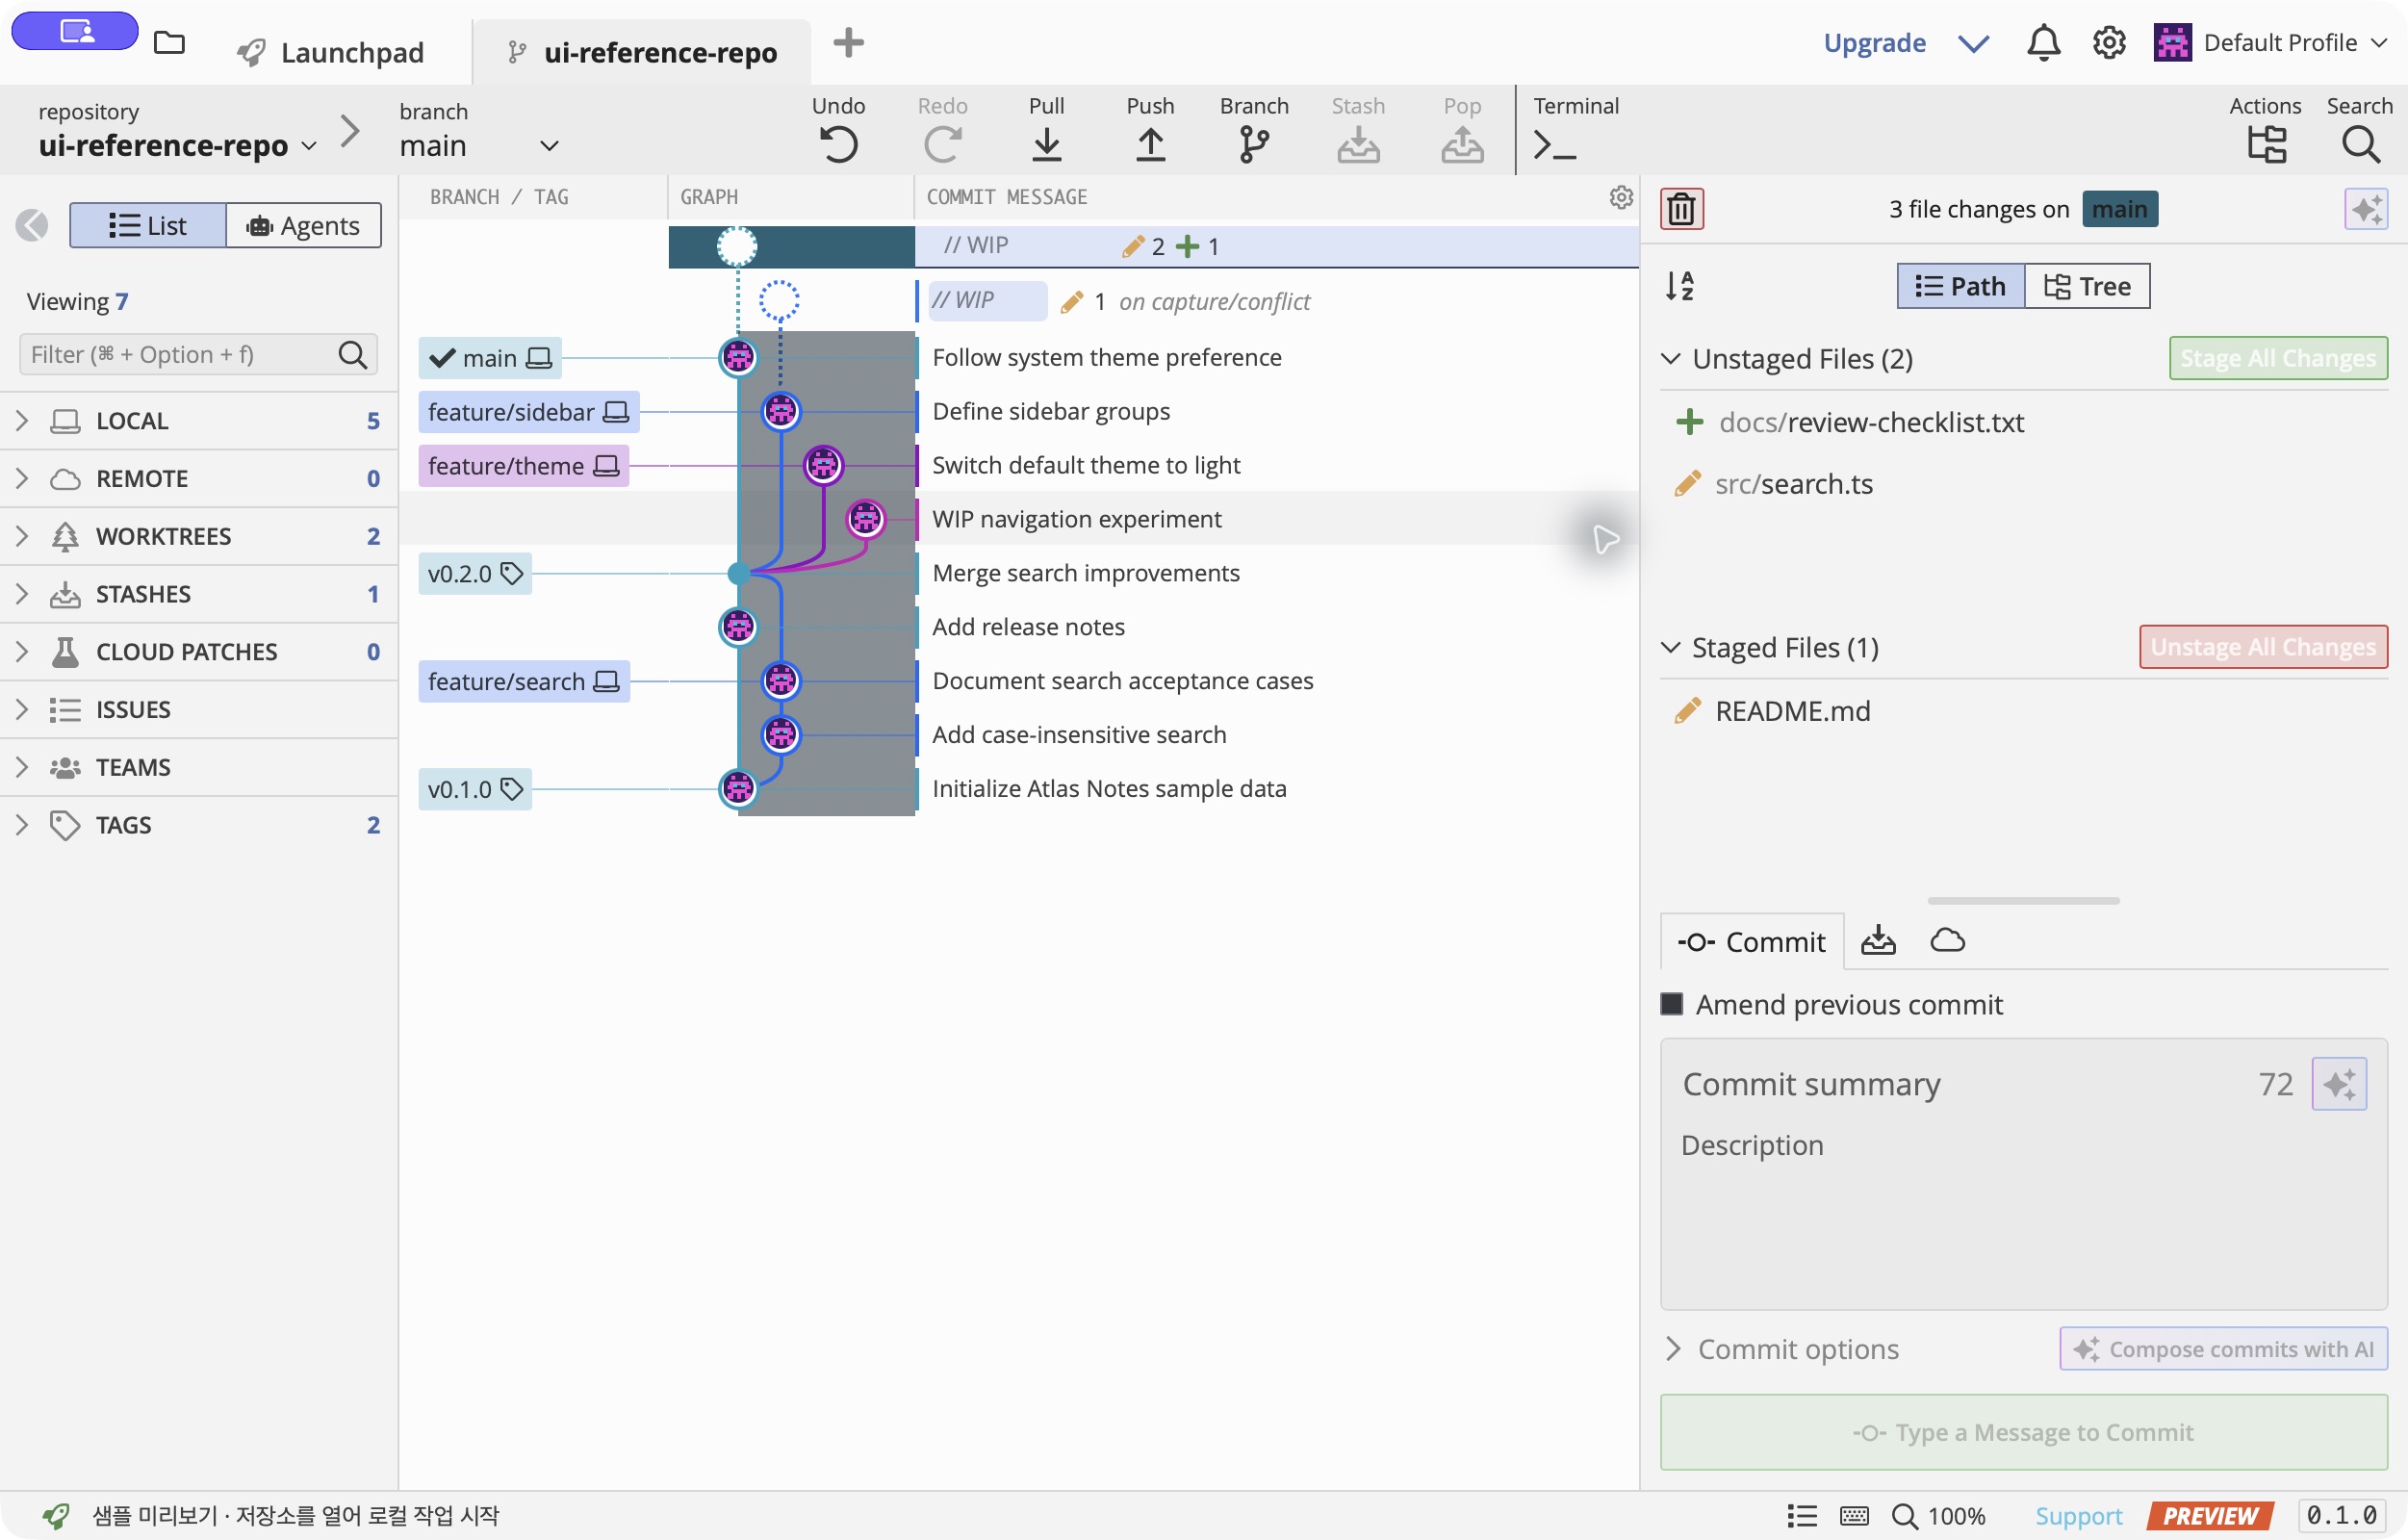 Launchpad
ui-reference-repo
Upgrade
Default Profile
repository
ui-reference-repo
branch
main
Undo
Redo
Pull
Push
Branch
Stash
Pop
Terminal
Actions
Search
List
Agents
Viewing 7
Filter (⌘ + Option + f)
LOCAL 5
REMOTE 0
WORKTREES 2
STASHES 1
CLOUD PATCHES 0
ISSUES
TEAMS
TAGS 2
BRANCH / TAG
GRAPH
COMMIT MESSAGE
// WIP 2 1
// WIP 1 on capture/conflict
main Follow system theme preference
feature/sidebar Define sidebar groups
feature/theme Switch default theme to light
WIP navigation experiment
v0.2.0 Merge search improvements
Add release notes
feature/search Document search acceptance cases
Add case-insensitive search
v0.1.0 Initialize Atlas Notes sample data
3 file changes on main
Path
Tree
Unstaged Files (2)
Stage All Changes
docs/review-checklist.txt
src/search.ts
Staged Files (1)
Unstage All Changes
README.md
Commit
Amend previous commit
Commit summary 72
Description
Commit options
Compose commits with AI
Type a Message to Commit
샘플 미리보기 · 저장소를 열어 로컬 작업 시작
100%
Support
PREVIEW
0.1.0